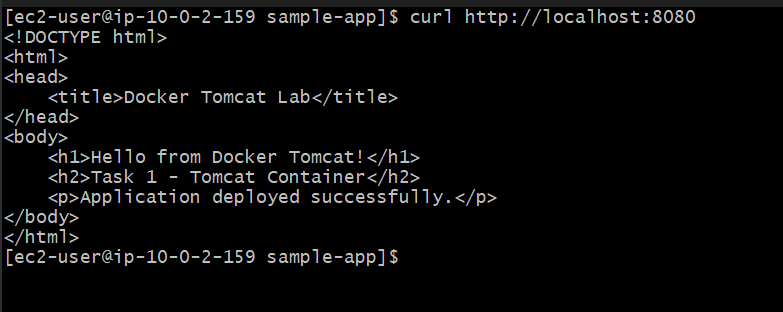 [ec2-user@ip-10-0-2-159 sample-app]$ curl http://localhost:8080
<!DOCTYPE html>
<html>
<head>
    <title>Docker Tomcat Lab</title>
</head>
<body>
    <h1>Hello from Docker Tomcat!</h1>
    <h2>Task 1 - Tomcat Container</h2>
    <p>Application deployed successfully.</p>
</body>
</html>
[ec2-user@ip-10-0-2-159 sample-app]$